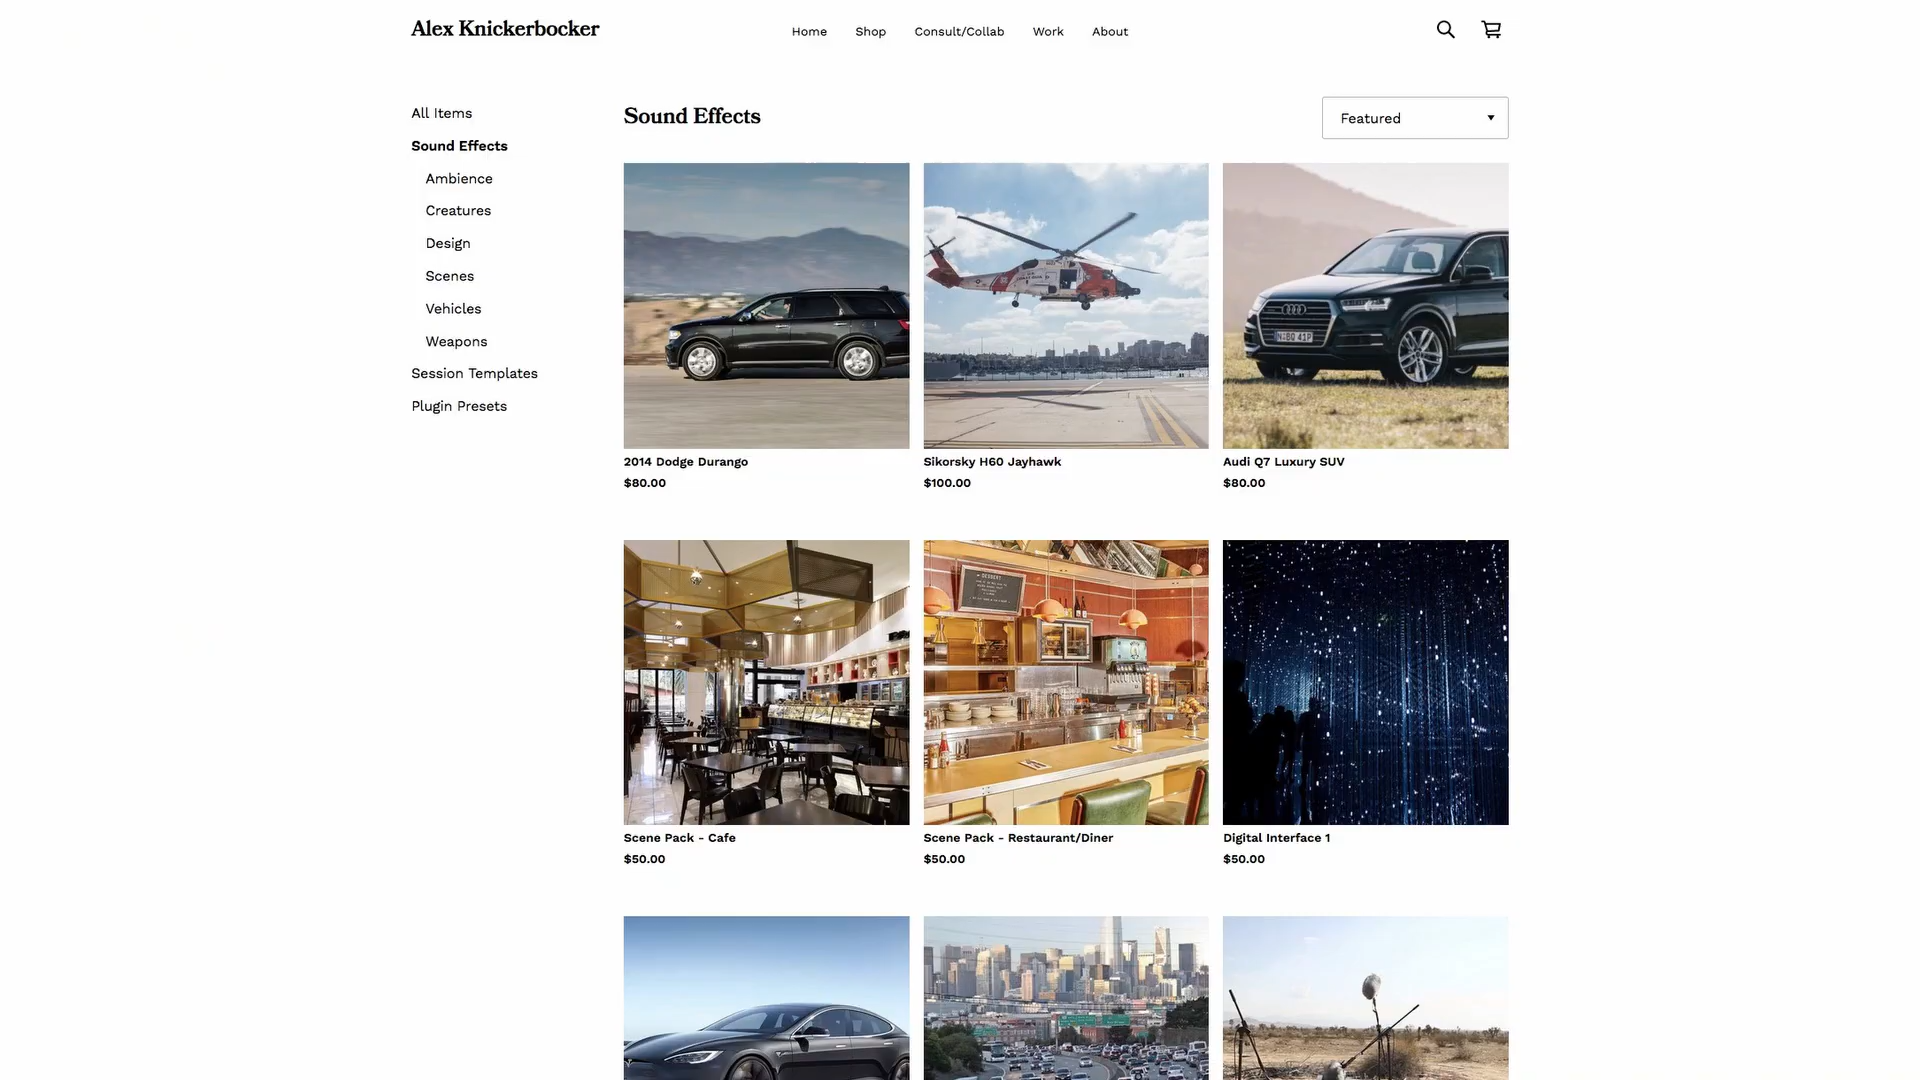 Alex Knickerbocker
Home Shop Consult/Collab Work About
All Items
Sound Effects
Ambience
Creatures
Design
Scenes
Vehicles
Weapons
Session Templates
Plugin Presets
Sound Effects
Featured
2014 Dodge Durango
$80.00
Sikorsky H60 Jayhawk
$100.00
Audi Q7 Luxury SUV
$80.00
Scene Pack - Cafe
$50.00
DESSERT
Scene Pack - Restaurant/Diner
$50.00
Digital Interface 1
$50.00